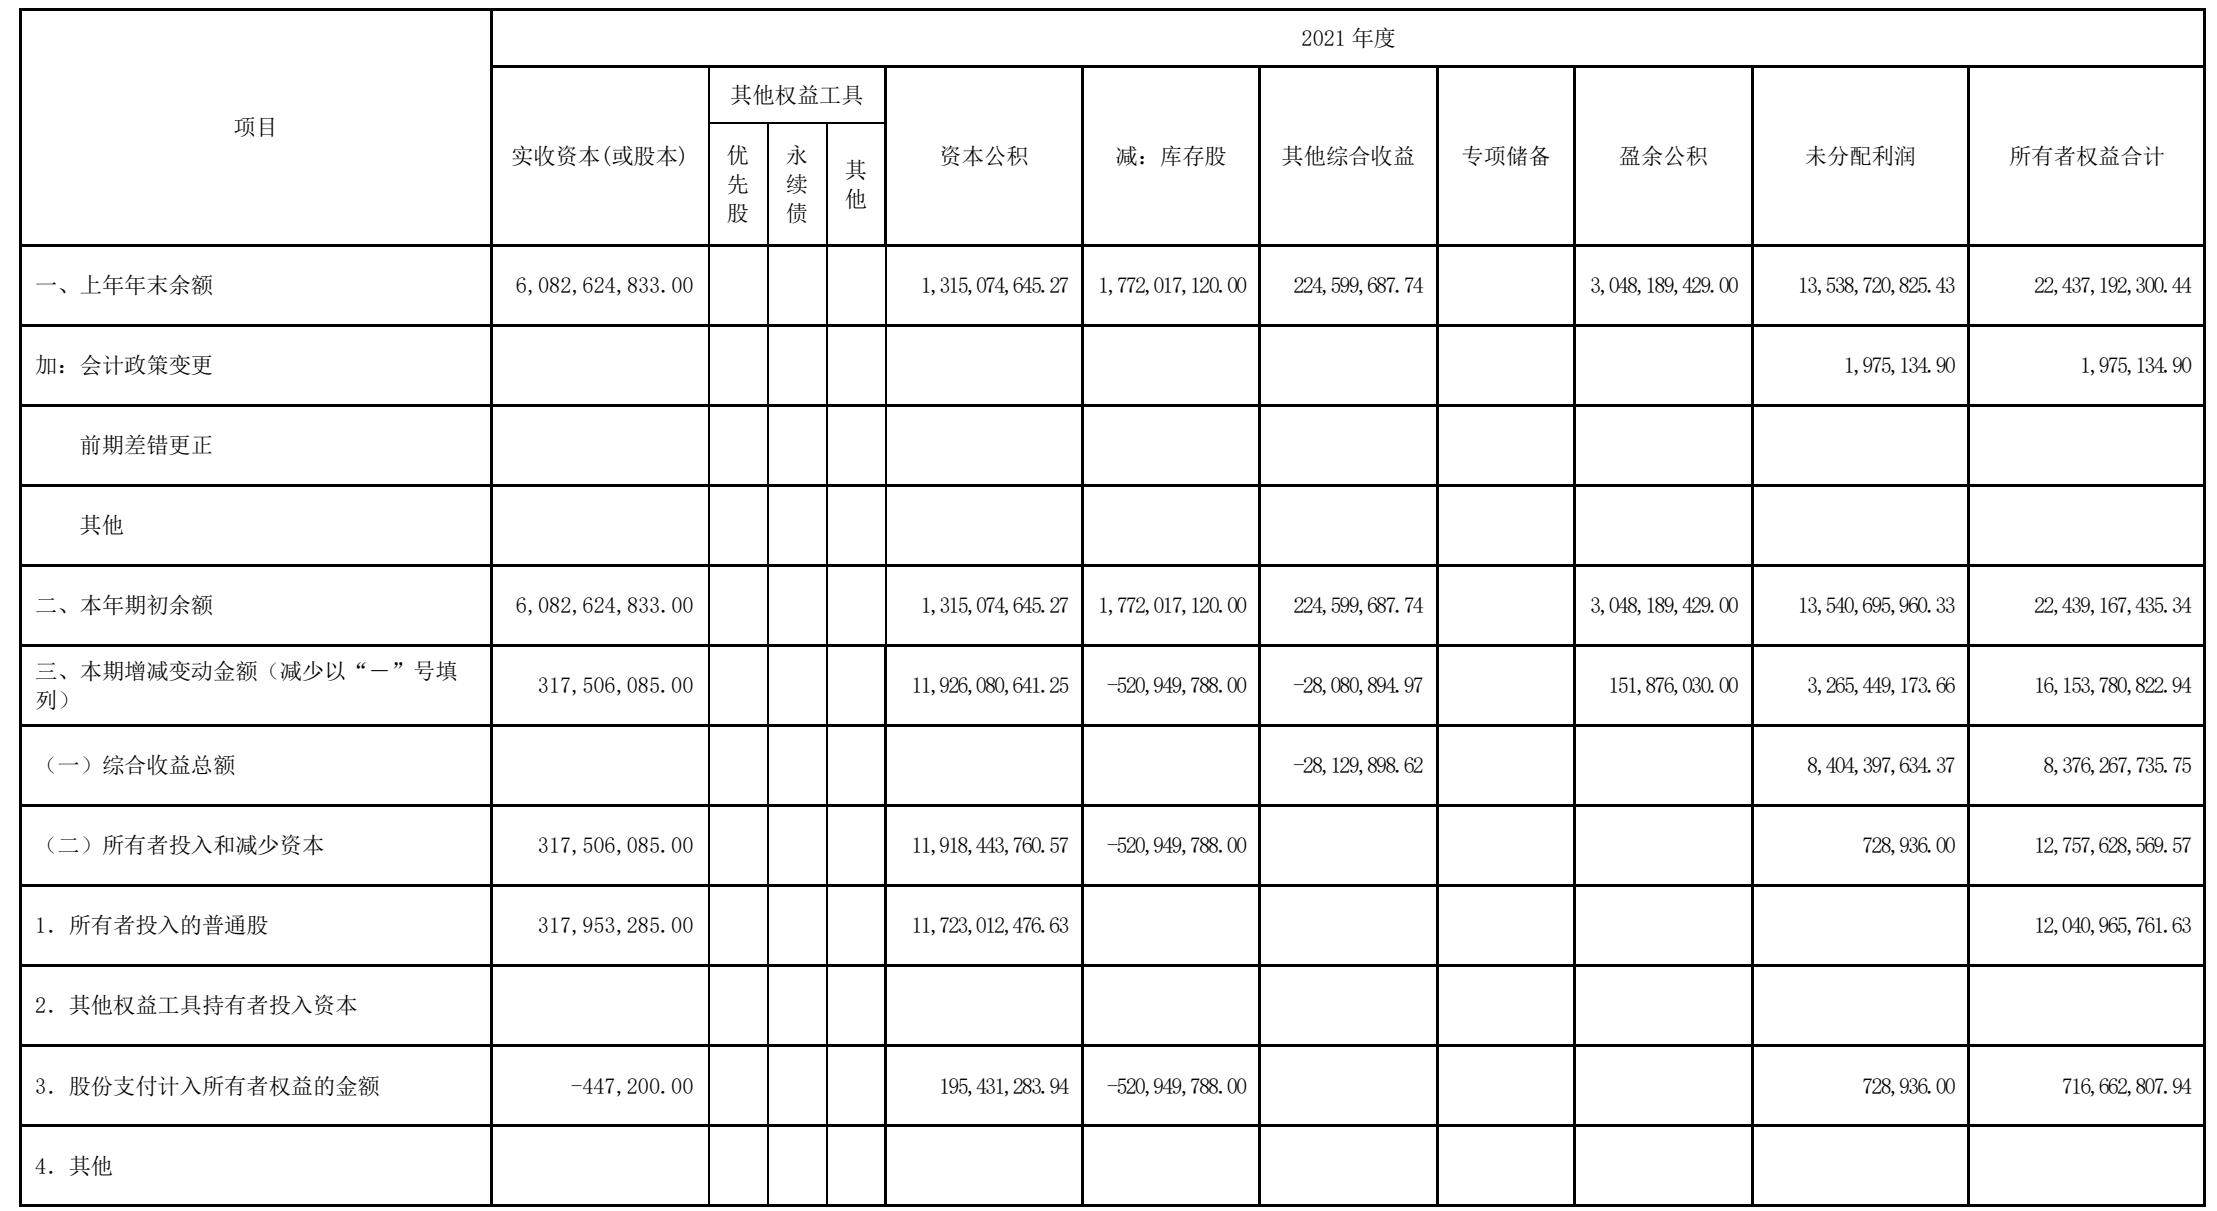 项目
2021 年度
实收资本(或股本)
其他权益工具
优先股
永续债
其他
资本公积
减：库存股
其他综合收益
专项储备
盈余公积
未分配利润
所有者权益合计
一、上年年末余额 6,082,624,833.00 1,315,074,645.27 1,772,017,120.00 224,599,687.74 3,048,189,429.00 13,538,720,825.43 22,437,192,300.44
加：会计政策变更 1,975,134.90 1,975,134.90
前期差错更正
其他
二、本年期初余额 6,082,624,833.00 1,315,074,645.27 1,772,017,120.00 224,599,687.74 3,048,189,429.00 13,540,695,960.33 22,439,167,435.34
三、本期增减变动金额（减少以“－”号填
列） 317,506,085.00 11,926,080,641.25 -520,949,788.00 -28,080,894.97 151,876,030.00 3,265,449,173.66 16,153,780,822.94
（一）综合收益总额 -28,129,898.62 8,404,397,634.37 8,376,267,735.75
（二）所有者投入和减少资本 317,506,085.00 11,918,443,760.57 -520,949,788.00 728,936.00 12,757,628,569.57
1. 所有者投入的普通股 317,953,285.00 11,723,012,476.63 12,040,965,761.63
2. 其他权益工具持有者投入资本
3. 股份支付计入所有者权益的金额 -447,200.00 195,431,283.94 -520,949,788.00 728,936.00 716,662,807.94
4. 其他